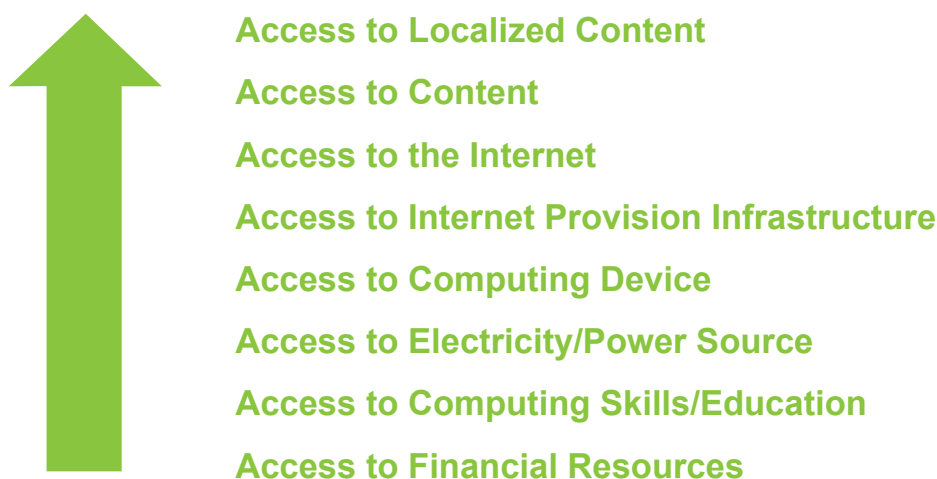 Access to Localized Content
Access to Content
Access to the Internet
Access to Internet Provision Infrastructure
Access to Computing Device
Access to Electricity/Power Source
Access to Computing Skills/Education
Access to Financial Resources